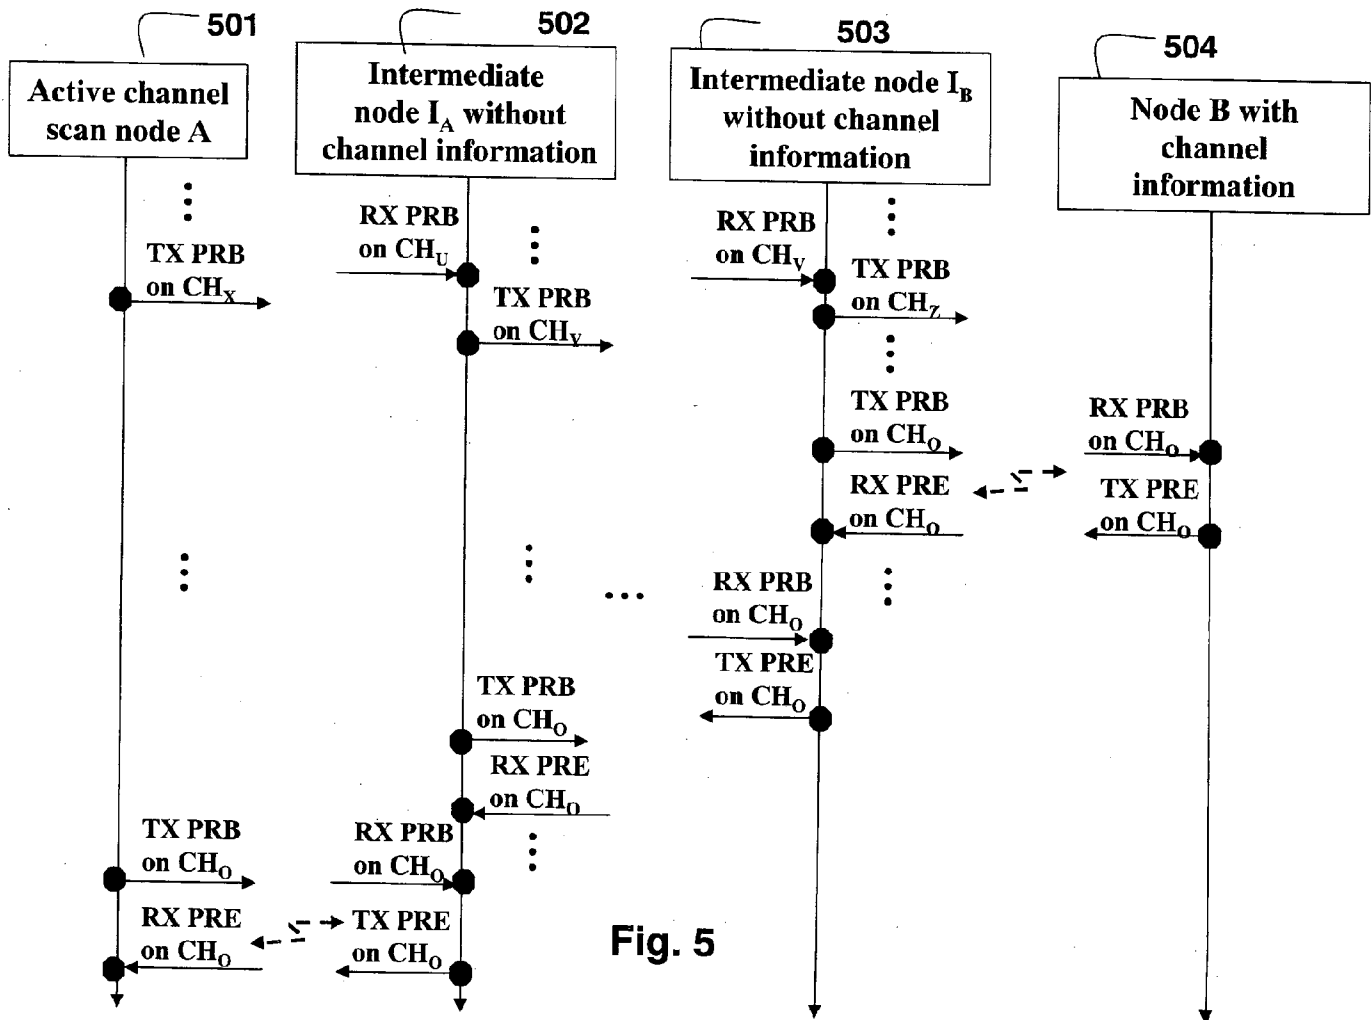 501
502
503
504
Active channel
scan node A
Intermediate
node I_A without
channel information
Intermediate node I_B
without channel
information
Node B with
channel
information
TX PRB
on CH_X
RX PRB
on CH_U
TX PRB
on CH_V
RX PRB
on CH_V
TX PRB
on CH_Z
TX PRB
on CH_O
RX PRE
on CH_O
RX PRB
on CH_O
TX PRE
on CH_O
RX PRB
on CH_O
TX PRE
on CH_O
TX PRB
on CH_O
RX PRE
on CH_O
TX PRB
on CH_O
RX PRB
on CH_O
RX PRE
on CH_O
TX PRE
on CH_O
Fig. 5